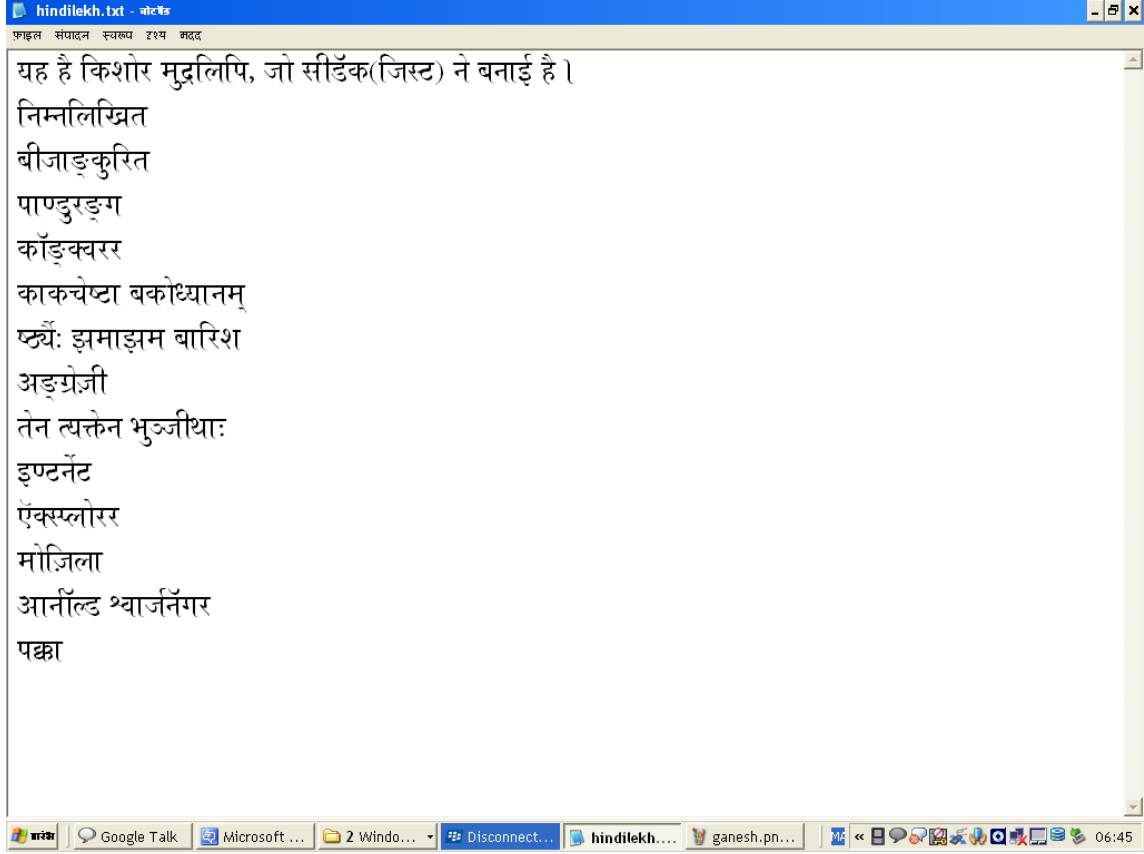 hindilekh.txt - नोटपैड
फ़ाइल संपादन स्वरूप दृश्य मदद
यह है किशोर मुद्रलिपि, जो सीडॅक(जिस्ट) ने बनाई है।
निम्नलिखित
बीजाङ्कुरित
पाण्डुरङ्ग
कॉङ्क्वरर
काकचेष्टा बकोध्यानम्
र्ष्ठ्यैः झमाझम बारिश
अङ्ग्रेज़ी
तेन त्यक्तेन भुञ्जीथाः
इण्टर्नेट
ऍक्स्प्लोरर
मोज़िला
आर्नॉल्ड श्वार्जनॅगर
पक्का
प्रारंभ Google Talk Microsoft ... 2 Windo... Disconnect... hindilekh.... ganesh.pn... MA « 06:45